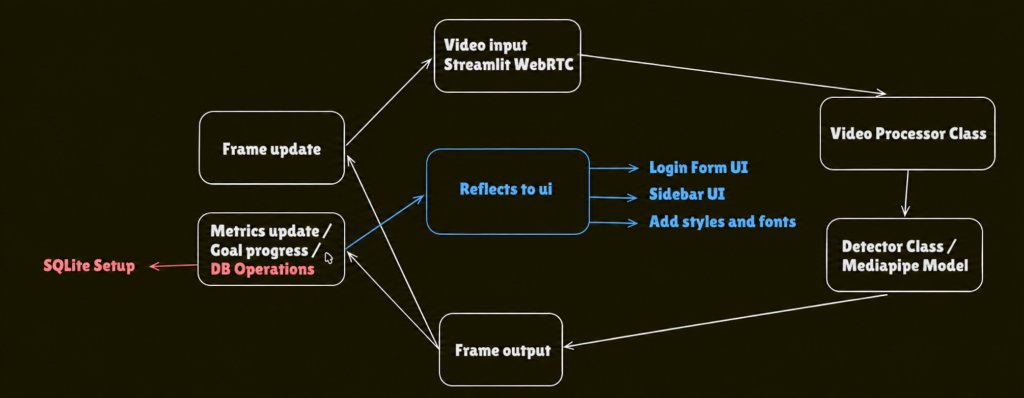 Video input
Streamlit WebRTC
Video Processor Class
Frame update
Reflects to ui
Login Form UI
Sidebar UI
Add styles and fonts
Metrics update /
Goal progress /
DB Operations
SQLite Setup
Detector Class /
Mediapipe Model
Frame output